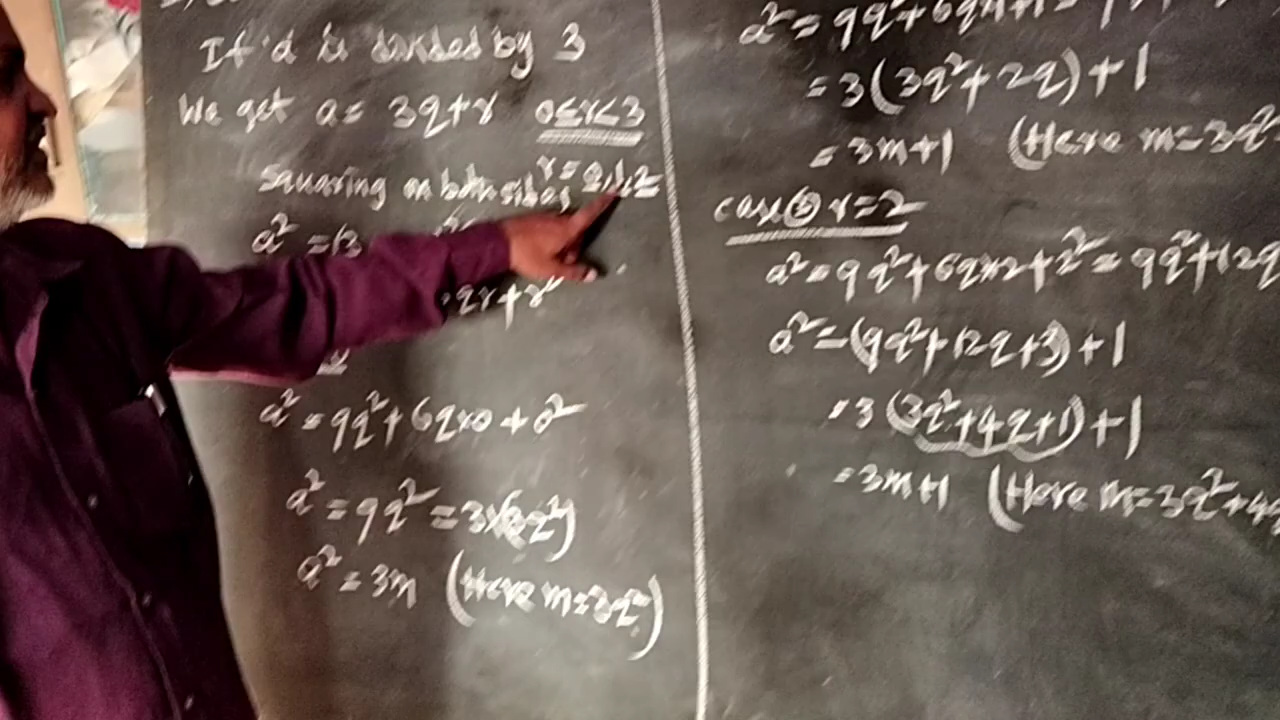 If 'a' is divided by 3
We get a = 3q+r 0≤r<3
r = 0,1,2
Squaring on both sides
a² = (3
qr+r²
a² = 9q²+6q×0+0²
a² = 9q² = 3×(3q²)
a² = 3m (Here m=3q²)
a² = 9q²+6q×1+1
= 3(3q²+2q)+1
= 3m+1 (Here m=3q²
case r=2
a² = 9q²+6q×2+2² = 9q²+12q
a² = (9q²+12q+3)+1
= 3(3q²+4q+1)+1
= 3m+1 (Here m=3q²+4q